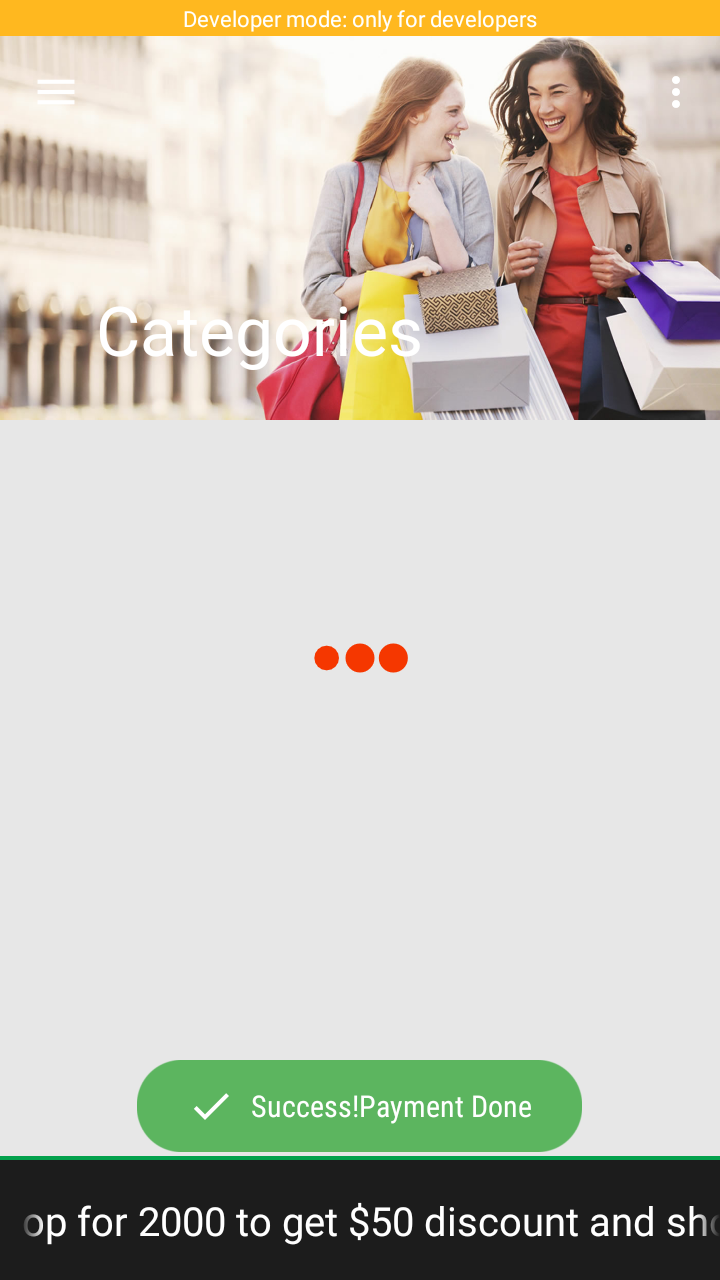 Developer mode: only for developers
Categories
Success!Payment Done
op for 2000 to get $50 discount and sh